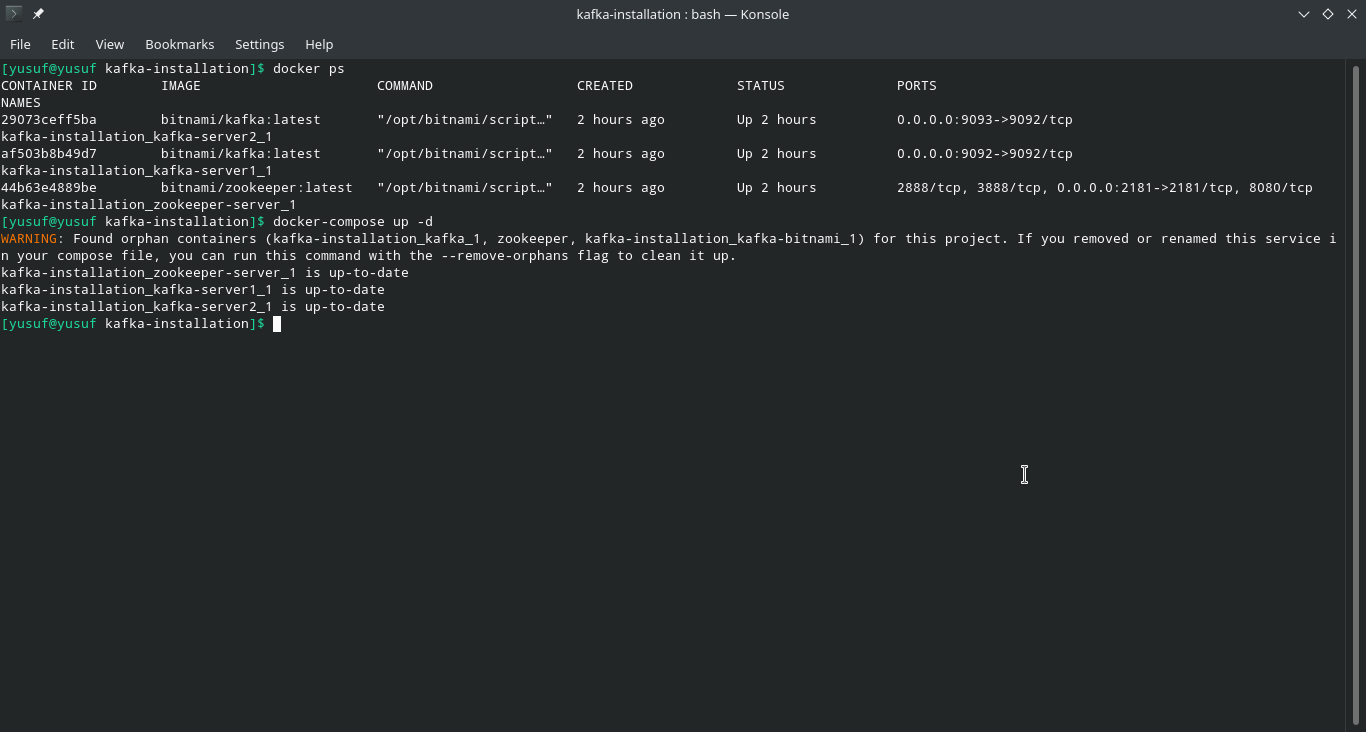 kafka-installation : bash — Konsole
File Edit View Bookmarks Settings Help
[yusuf@yusuf kafka-installation]$ docker ps
CONTAINER ID        IMAGE                      COMMAND                  CREATED             STATUS              PORTS
NAMES
29073ceff5ba        bitnami/kafka:latest       "/opt/bitnami/script…"   2 hours ago         Up 2 hours          0.0.0.0:9093->9092/tcp
kafka-installation_kafka-server2_1
af503b8b49d7        bitnami/kafka:latest       "/opt/bitnami/script…"   2 hours ago         Up 2 hours          0.0.0.0:9092->9092/tcp
kafka-installation_kafka-server1_1
44b63e4889be        bitnami/zookeeper:latest   "/opt/bitnami/script…"   2 hours ago         Up 2 hours          2888/tcp, 3888/tcp, 0.0.0.0:2181->2181/tcp, 8080/tcp
kafka-installation_zookeeper-server_1
[yusuf@yusuf kafka-installation]$ docker-compose up -d
WARNING: Found orphan containers (kafka-installation_kafka_1, zookeeper, kafka-installation_kafka-bitnami_1) for this project. If you removed or renamed this service i
n your compose file, you can run this command with the --remove-orphans flag to clean it up.
kafka-installation_zookeeper-server_1 is up-to-date
kafka-installation_kafka-server1_1 is up-to-date
kafka-installation_kafka-server2_1 is up-to-date
[yusuf@yusuf kafka-installation]$